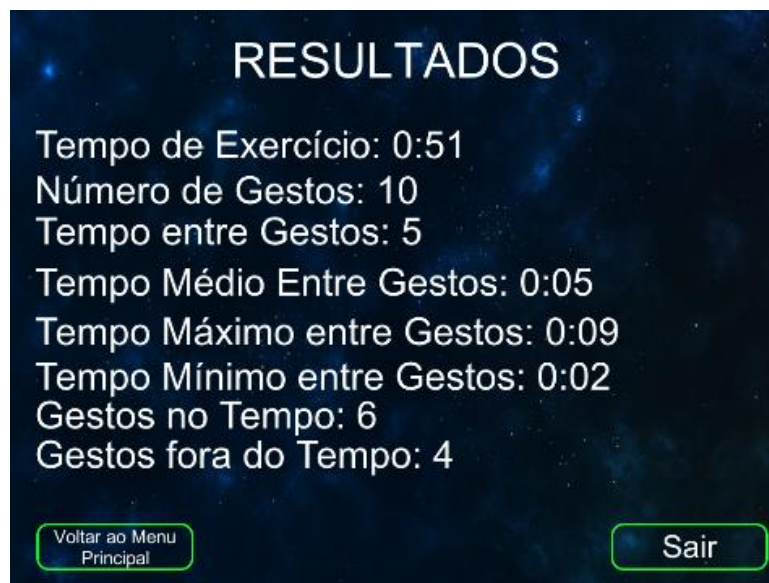 RESULTADOS
Tempo de Exercício: 0:51
Número de Gestos: 10
Tempo entre Gestos: 5
Tempo Médio Entre Gestos: 0:05
Tempo Máximo entre Gestos: 0:09
Tempo Mínimo entre Gestos: 0:02
Gestos no Tempo: 6
Gestos fora do Tempo: 4
Voltar ao Menu
Principal
Sair